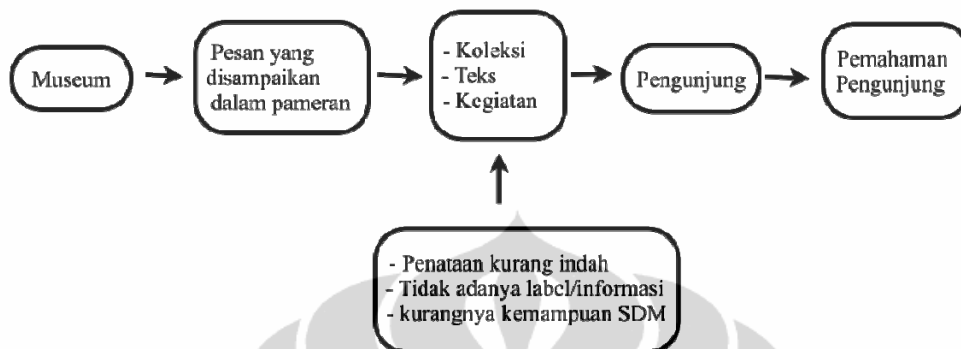 Museum
Pesan yang
disampaikan
dalam pameran
- Koleksi
- Teks
- Kegiatan
Pengunjung
Pemahaman
Pengunjung
- Penataan kurang indah
- Tidak adanya label/informasi
- kurangnya kemampuan SDM